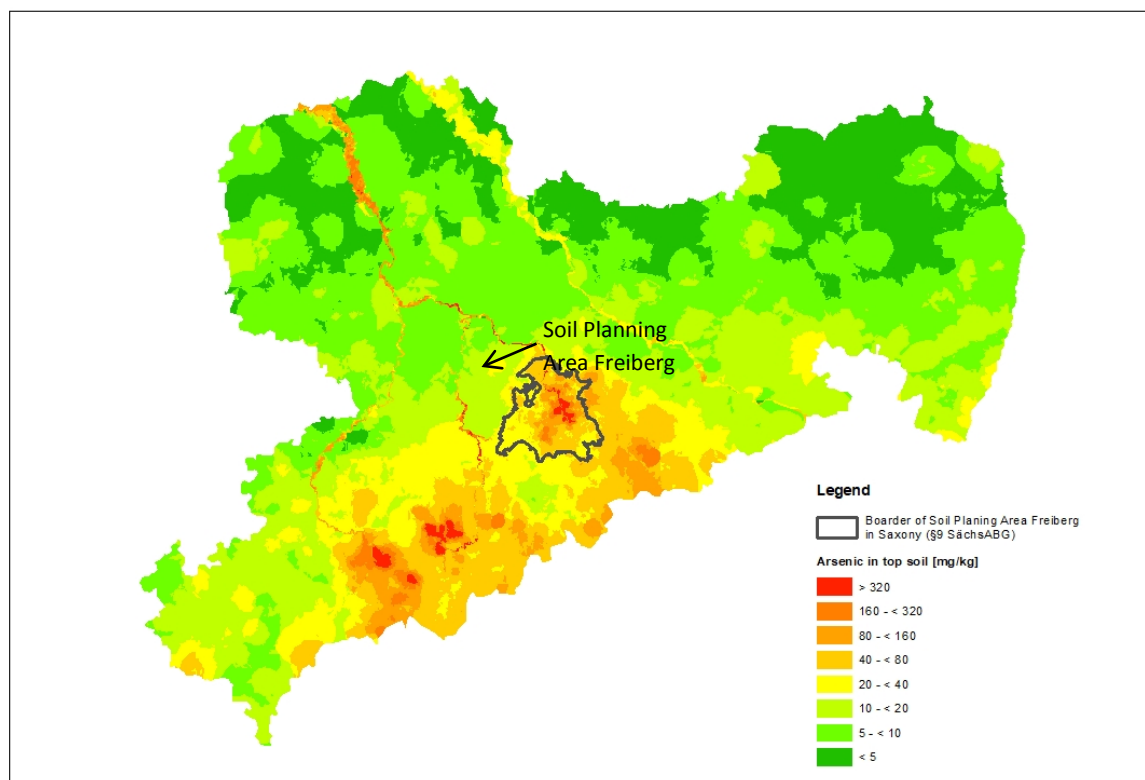 Soil Planning
Area Freiberg
Legend
Boarder of Soil Planing Area Freiberg
in Saxony (§9 SächsABG)
Arsenic in top soil [mg/kg]
> 320
160 - < 320
80 - < 160
40 - < 80
20 - < 40
10 - < 20
5 - < 10
< 5